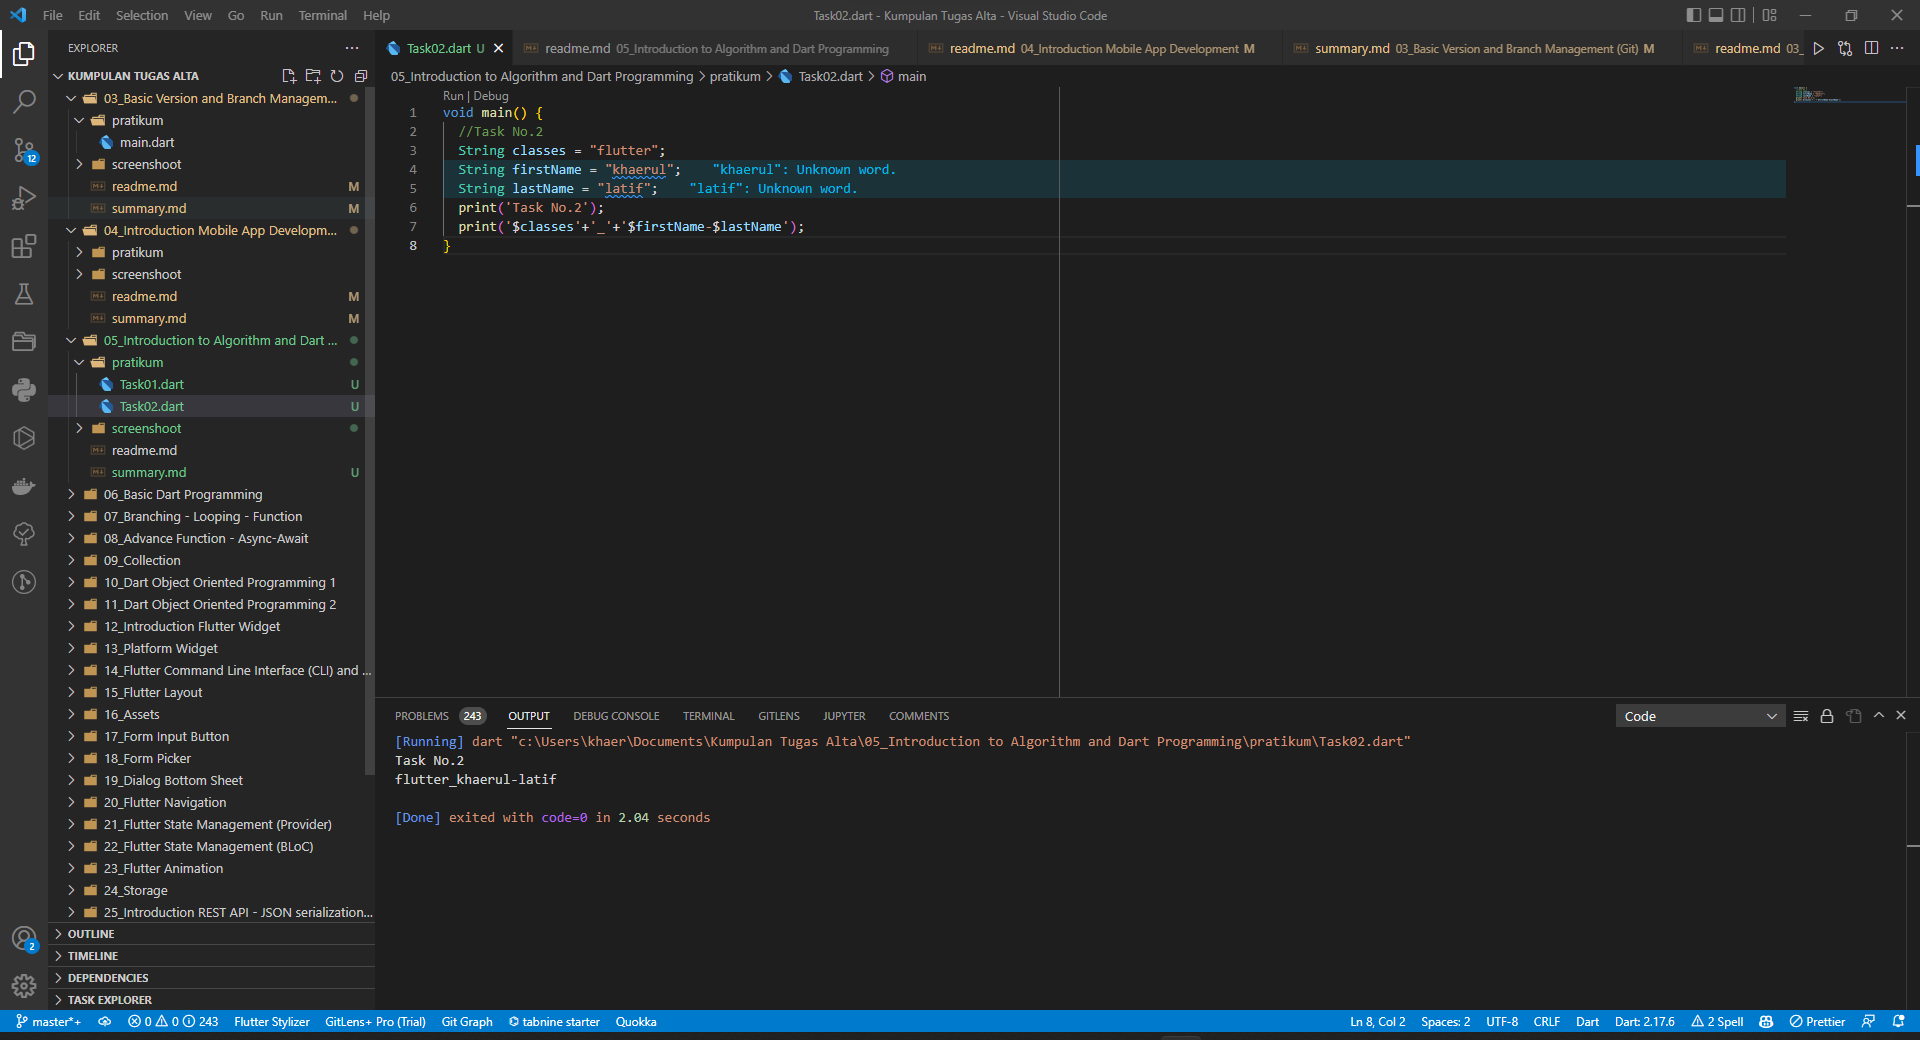 File Edit Selection View Go Run Terminal Help
Task02.dart - Kumpulan Tugas Alta - Visual Studio Code
EXPLORER
KUMPULAN TUGAS ALTA
03_Basic Version and Branch Managem...
pratikum
main.dart
screenshoot
readme.md M
summary.md M
04_Introduction Mobile App Developm...
pratikum
screenshoot
readme.md M
summary.md M
05_Introduction to Algorithm and Dart ...
pratikum
Task01.dart U
Task02.dart U
screenshoot
readme.md
summary.md U
06_Basic Dart Programming
07_Branching - Looping - Function
08_Advance Function - Async-Await
09_Collection
10_Dart Object Oriented Programming 1
11_Dart Object Oriented Programming 2
12_Introduction Flutter Widget
13_Platform Widget
14_Flutter Command Line Interface (CLI) and ...
15_Flutter Layout
16_Assets
17_Form Input Button
18_Form Picker
19_Dialog Bottom Sheet
20_Flutter Navigation
21_Flutter State Management (Provider)
22_Flutter State Management (BLoC)
23_Flutter Animation
24_Storage
25_Introduction REST API - JSON serialization...
OUTLINE
TIMELINE
DEPENDENCIES
TASK EXPLORER
12
2
Task02.dart U
readme.md 05_Introduction to Algorithm and Dart Programming
readme.md 04_Introduction Mobile App Development M
summary.md 03_Basic Version and Branch Management (Git) M
readme.md 03_
05_Introduction to Algorithm and Dart Programming > pratikum > Task02.dart > main
Run | Debug
1 void main() {
2 //Task No.2
3 String classes = "flutter";
4 String firstName = "khaerul"; "khaerul": Unknown word.
5 String lastName = "latif"; "latif": Unknown word.
6 print('Task No.2');
7 print('$classes'+'_'+'$firstName-$lastName');
8 }
PROBLEMS 243 OUTPUT DEBUG CONSOLE TERMINAL GITLENS JUPYTER COMMENTS
Code
[Running] dart "c:\Users\khaer\Documents\Kumpulan Tugas Alta\05_Introduction to Algorithm and Dart Programming\pratikum\Task02.dart"
Task No.2
flutter_khaerul-latif
[Done] exited with code=0 in 2.04 seconds
master*+ 0 0 243 Flutter Stylizer GitLens+ Pro (Trial) Git Graph tabnine starter Quokka
Ln 8, Col 2 Spaces: 2 UTF-8 CRLF Dart Dart: 2.17.6 2 Spell Prettier